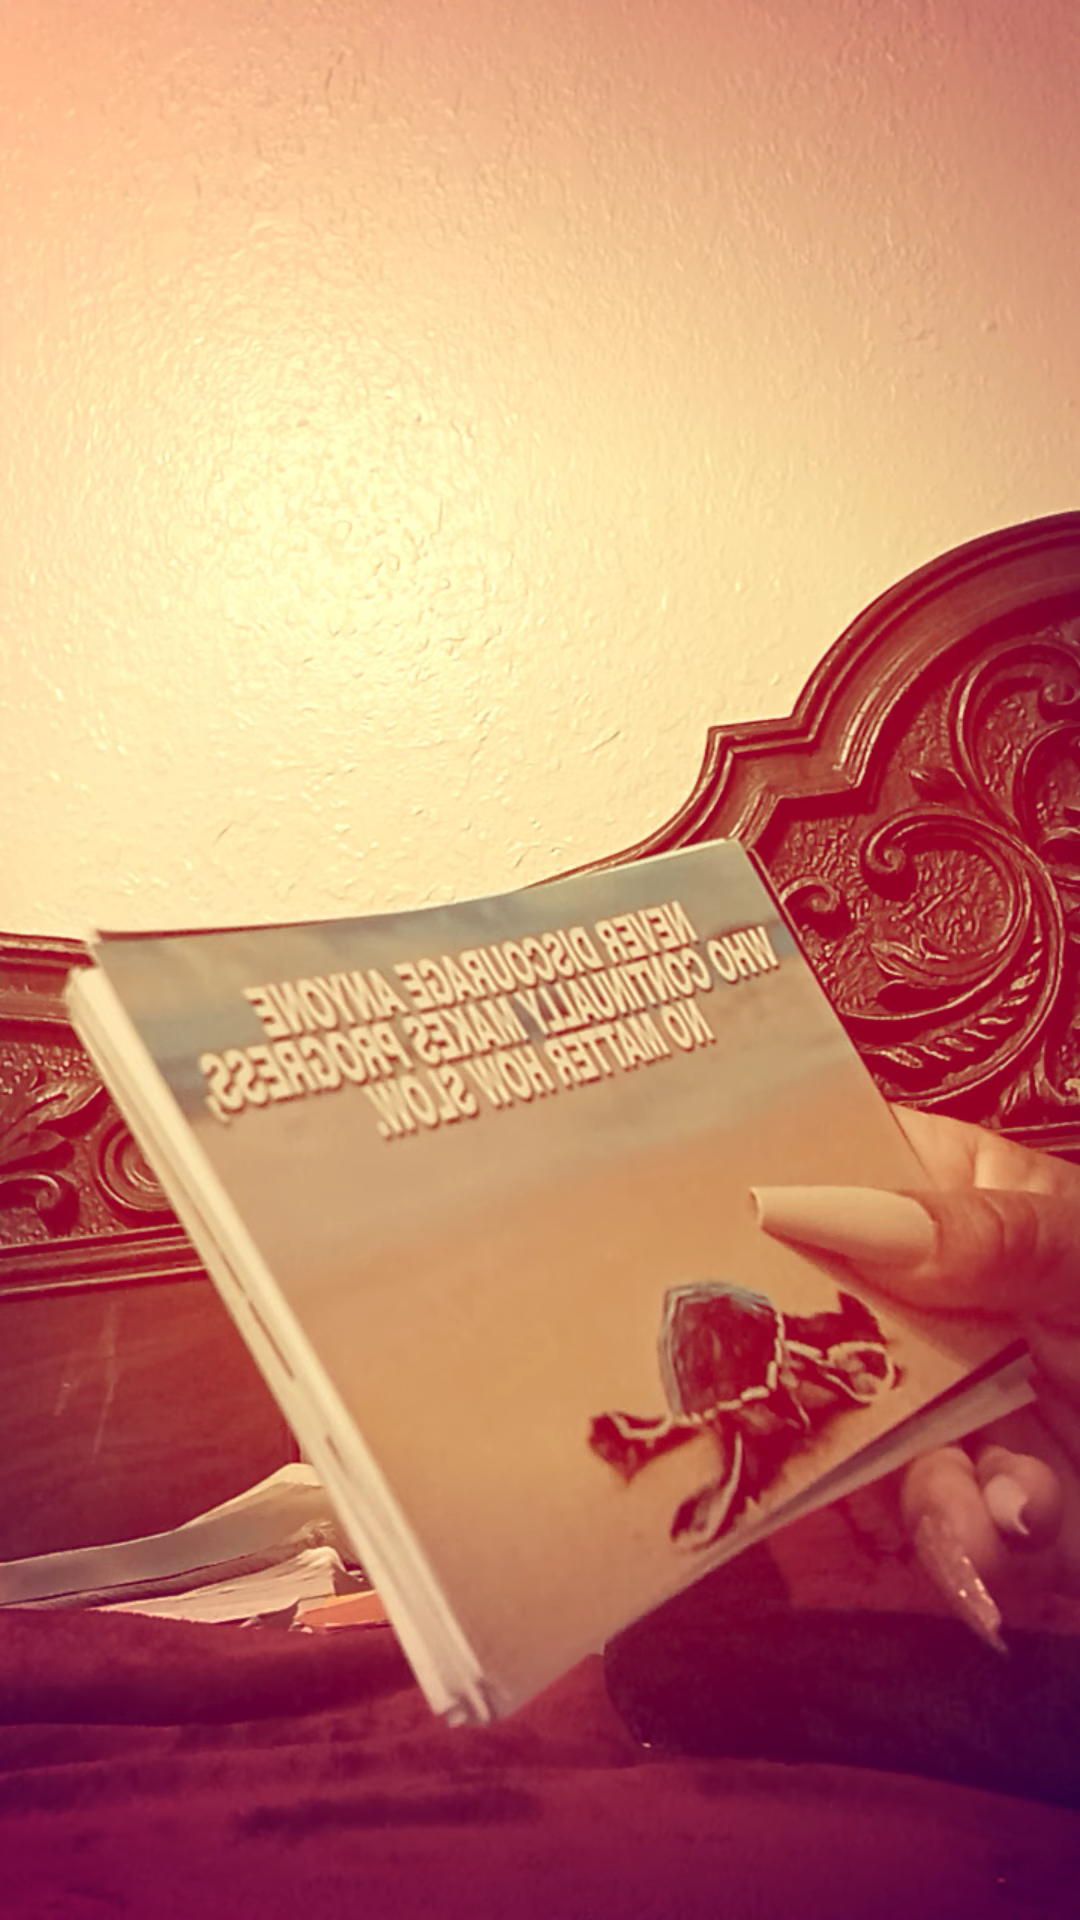 NEVER DISCOURAGE ANYONE
WHO CONTINUALLY MAKES PROGRESS,
NO MATTER HOW SLOW.